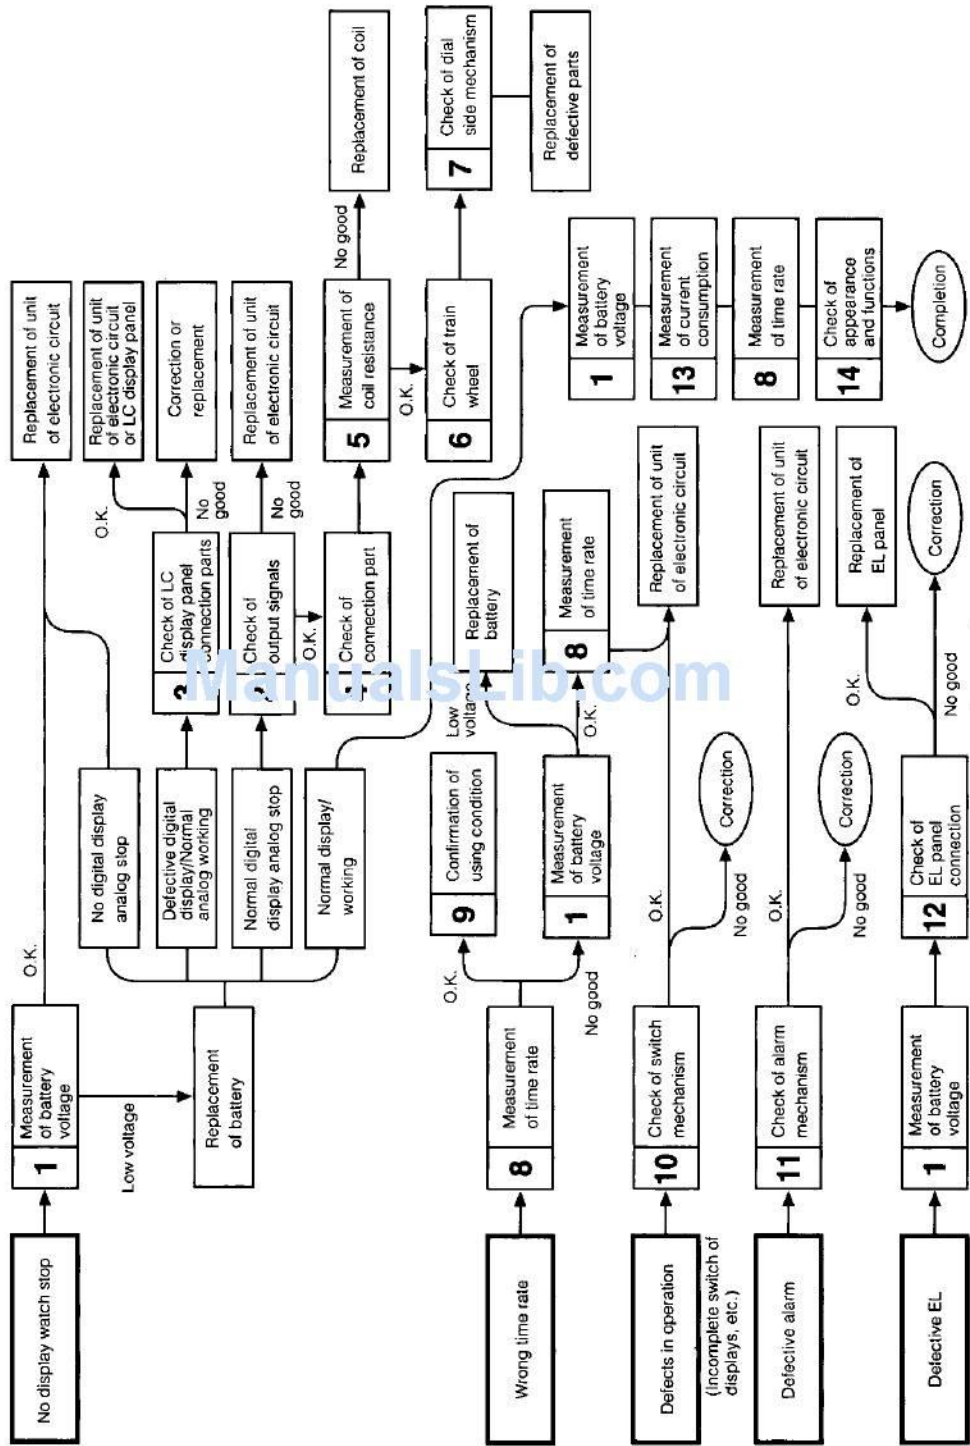 No display watch stop
1
Measurement
of battery
voltage
O.K.
Low voltage
Replacement
of battery
No digital display
analog stop
Defective digital
display/Normal
analog working
Normal digital
display analog stop
Normal display/
working
Replacement of unit
of electronic circuit
3
Check of LC
display panel
connection parts
O.K.
Replacement of unit
of electronic circuit
or LC display panel
No
good
Correction or
replacement
2
Check of
output signals
No
good
Replacement of unit
of electronic circuit
O.K.
4
Check of
connection part
5
Measurement of
coil resistance
No good
Replacement of coil
O.K.
6
Check of train
wheel
7
Check of dial
side mechanism
Replacement of
defective parts
1
Measurement
of battery
voltage
13
Measurement
of current
consumption
8
Measurement
of time rate
14
Check of
appearance
and functions
Completion
Wrong time rate
8
Measurement
of time rate
O.K.
9
Confirmation of
using condition
No good
1
Measurement
of battery
voltage
Low
voltage
Replacement of
battery
O.K.
8
Measurement
of time rate
Defects in operation
(Incomplete switch of
displays, etc.)
10
Check of switch
mechanism
O.K.
Replacement of unit
of electronic circuit
No good
Correction
Defective alarm
11
Check of alarm
mechanism
O.K.
Replacement of unit
of electronic circuit
No good
Correction
Defective EL
1
Measurement
of battery
voltage
12
Check of
EL panel
connection
O.K.
Replacement of
EL panel
No good
Correction
ManualsLib.com